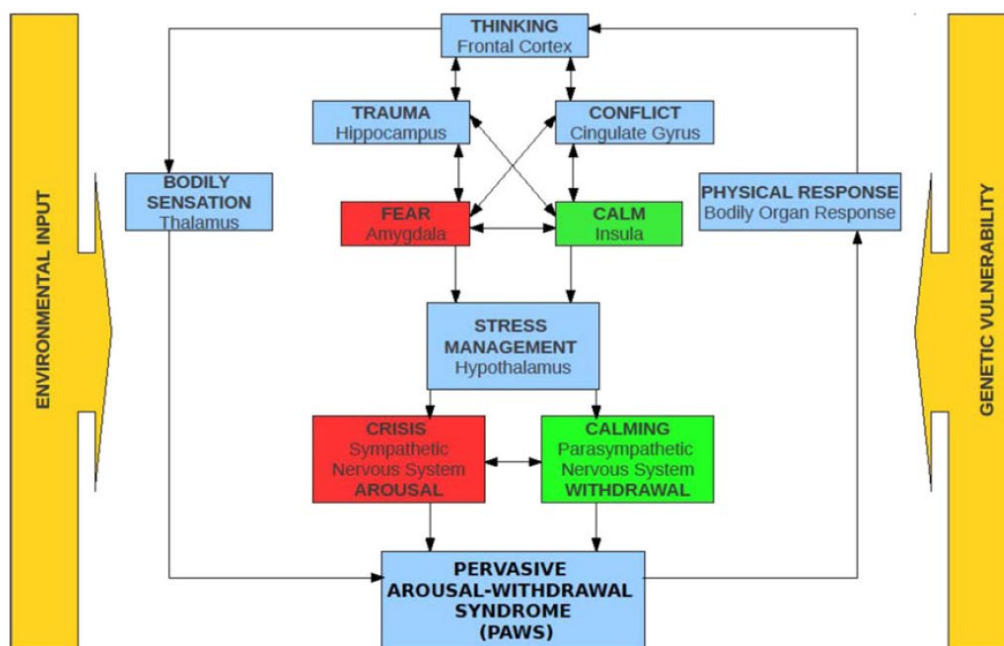 THINKING
Frontal Cortex
TRAUMA
Hippocampus
CONFLICT
Cingulate Gyrus
BODILY
SENSATION
Thalamus
PHYSICAL RESPONSE
Bodily Organ Response
FEAR
Amygdala
CALM
Insula
ENVIRONMENTAL INPUT
GENETIC VULNERABILITY
STRESS
MANAGEMENT
Hypothalamus
CRISIS
Sympathetic
Nervous System
AROUSAL
CALMING
Parasympathetic
Nervous System
WITHDRAWAL
PERVASIVE
AROUSAL-WITHDRAWAL
SYNDROME
(PAWS)